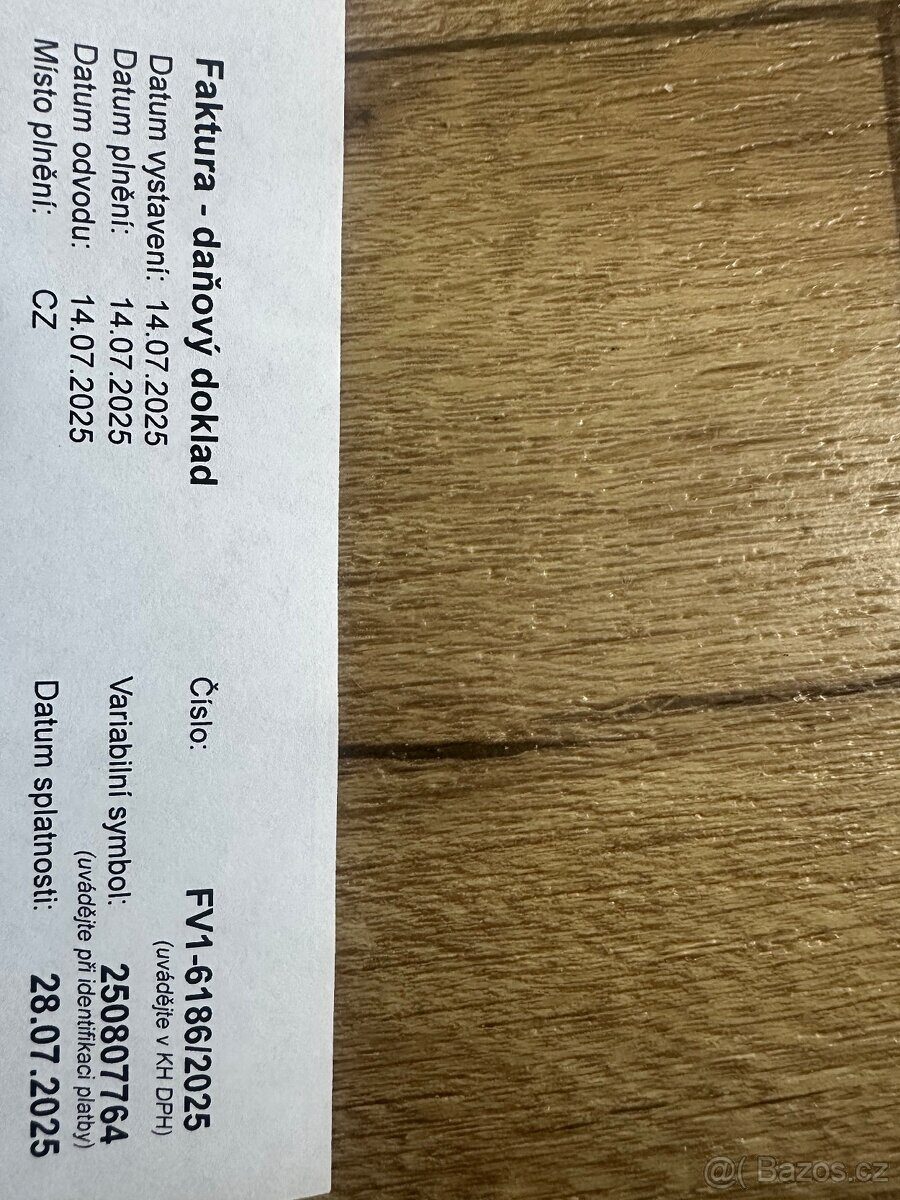 Faktura - daňový doklad
Datum vystavení: 14.07.2025
Datum plnění: 14.07.2025
Datum odvodu: 14.07.2025
Místo plnění: CZ
Číslo: FV1-6186/2025
(uvádějte v KH DPH)
Variabilní symbol: 250807764
(uvádějte při identifikaci platby)
Datum splatnosti: 28.07.2025
@( Bazos.cz